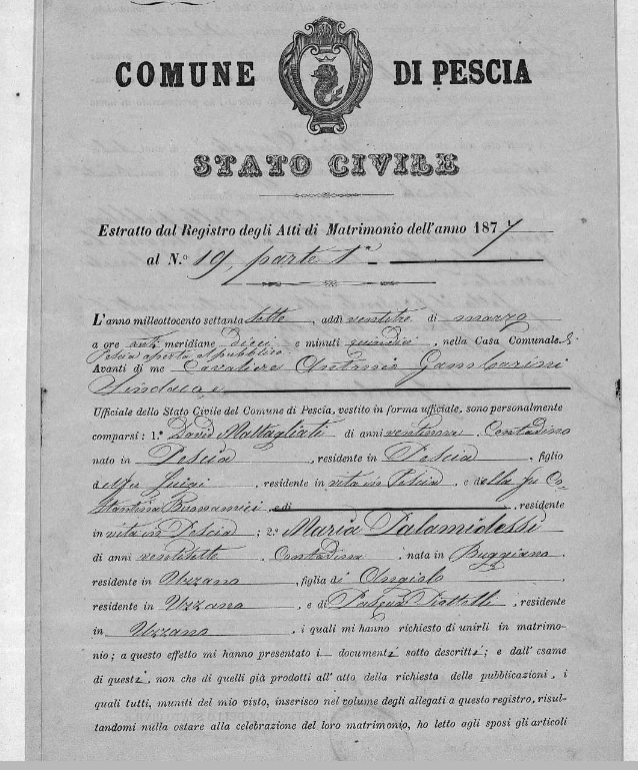 COMUNE DI PESCIA
STATO CIVILE
Estratto dal Registro degli Atti di Matrimonio dell'anno 1877
al N.º 19, parte 1ª
L'anno milleottocento settanta sette, addì ventitre di marzo
a ore anti meridiane dieci e minuti quindici, nella Casa Comunale di
Pescia aperta al pubblico
Avanti di me Cavaliere Antonio Gambarini
Sindaco
Ufficiale dello Stato Civile del Comune di Pescia, vestito in forma ufficiale, sono personalmente
comparsi: 1.º David Maltagliati di anni ventinove, Contadino
nato in Pescia, residente in Pescia, figlio
del fu Luigi, residente in vita in Pescia, e della fu Co-
stantina Buonamici e di, residente
in vita in Pescia; 2.º Maria Palamidessi
di anni ventisette, Contadina, nata in Buggiano,
residente in Uzzano, figlia di Angiolo,
residente in Uzzano, e di Pasqua, residente
in Uzzano, i quali mi hanno richiesto di unirli in matrimo-
nio; a questo effetto mi hanno presentato i documenti sotto descritti; e dall'esame
di questi, non che di quelli già prodotti all'atto della richiesta delle pubblicazioni, i
quali tutti, muniti del mio visto, inserisco nel volume degli allegati a questo registro, risul-
tandomi nulla ostare alla celebrazione del loro matrimonio, ho letto agli sposi gli articoli